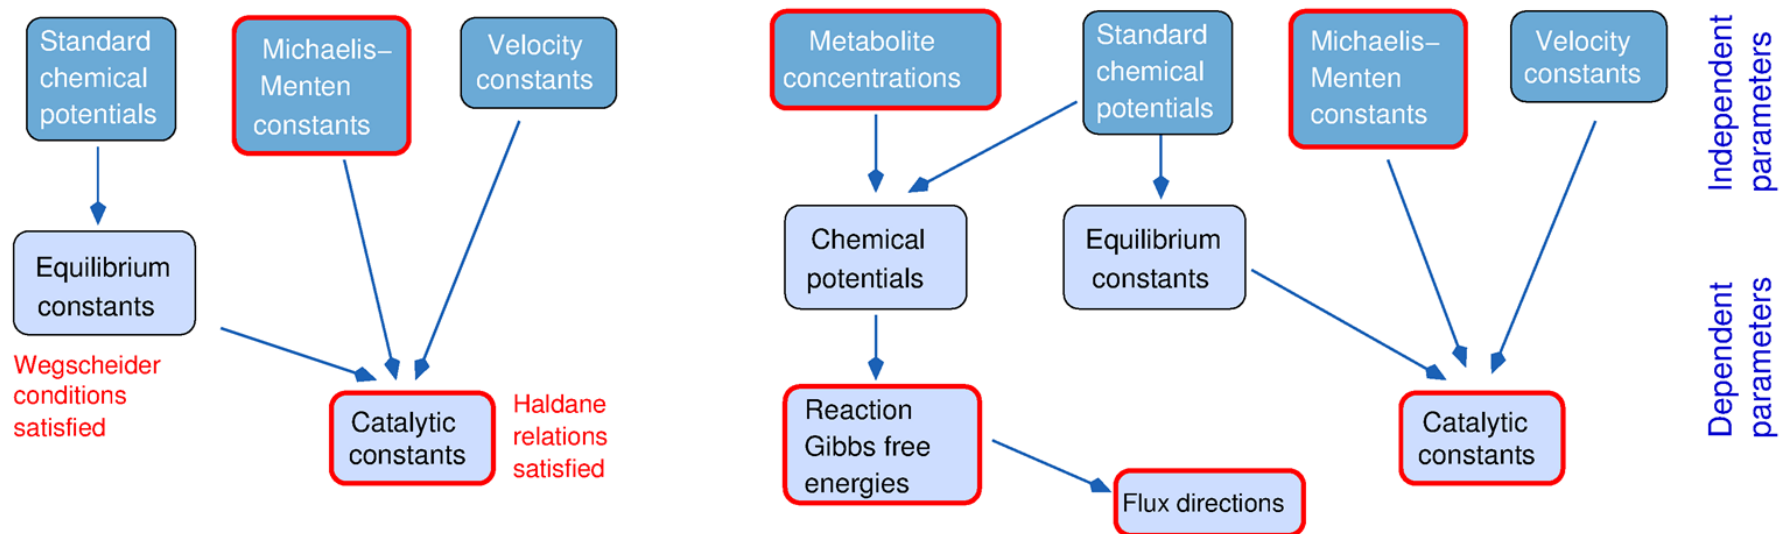 Standard
chemical
potentials
Michaelis–
Menten
constants
Velocity
constants
Equilibrium
constants
Wegscheider
conditions
satisfied
Catalytic
constants
Haldane
relations
satisfied
Metabolite
concentrations
Standard
chemical
potentials
Michaelis–
Menten
constants
Velocity
constants
Independent
parameters
Chemical
potentials
Equilibrium
constants
Reaction
Gibbs free
energies
Flux directions
Catalytic
constants
Dependent
parameters